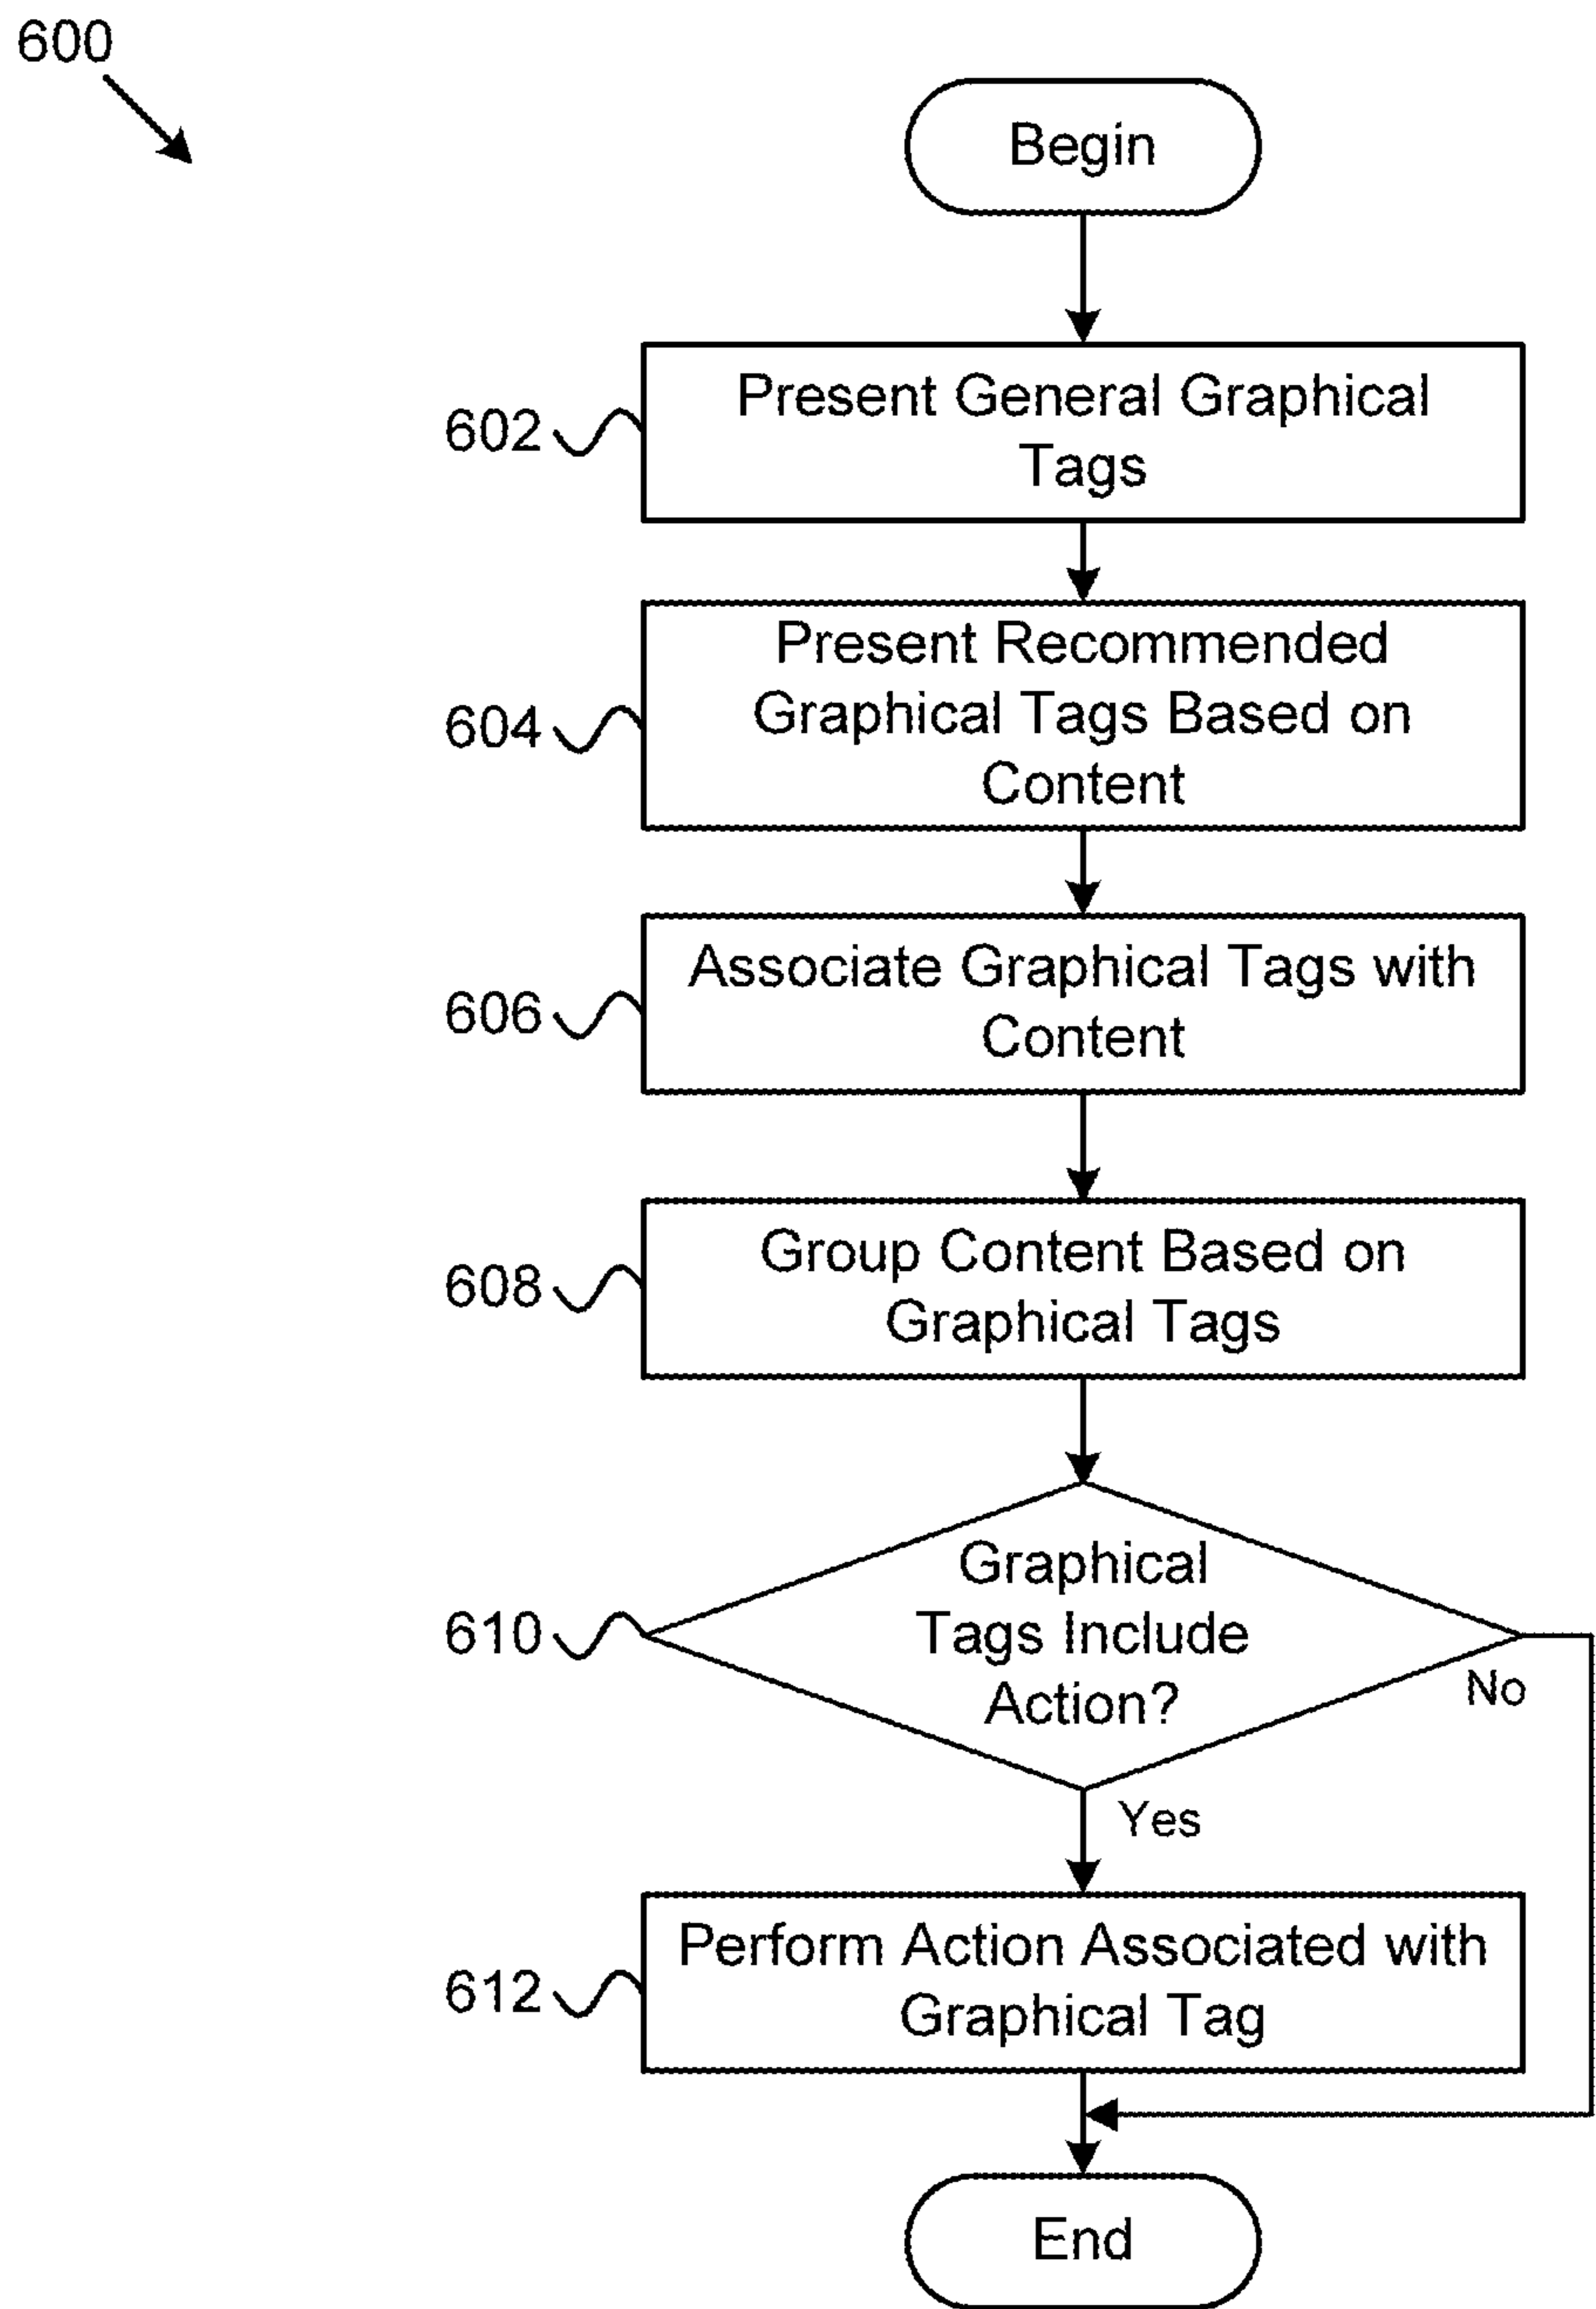 600
Begin
602
Present General Graphical
Tags
604
Present Recommended
Graphical Tags Based on
Content
606
Associate Graphical Tags with
Content
608
Group Content Based on
Graphical Tags
610
Graphical
Tags Include
Action?
No
Yes
612
Perform Action Associated with
Graphical Tag
End